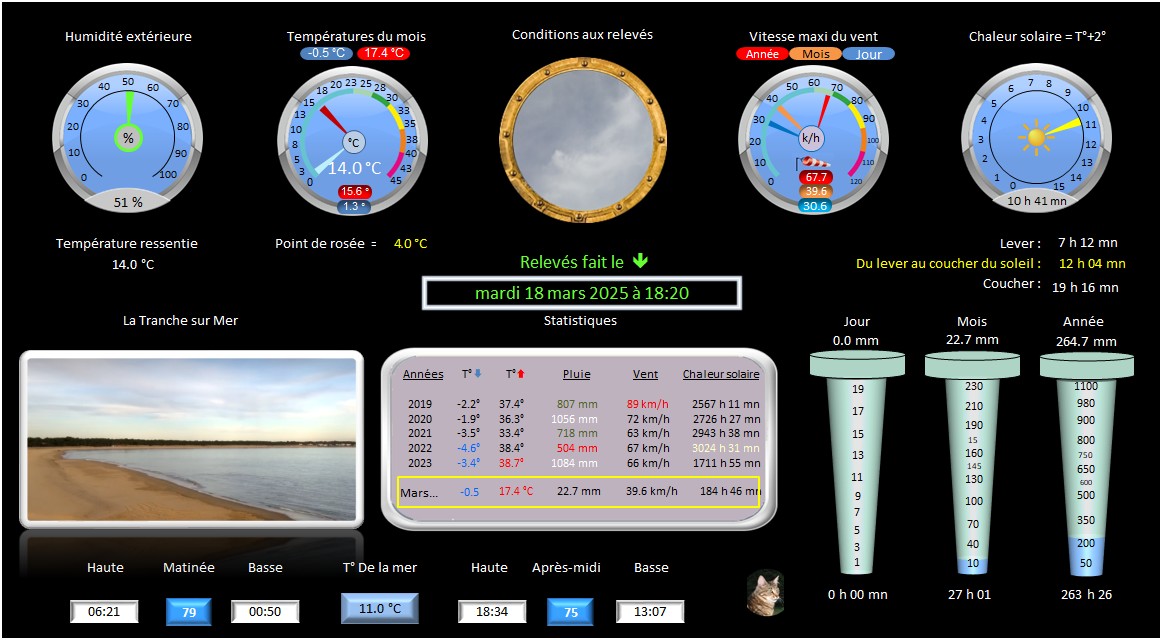 Humidité extérieure
Températures du mois
Conditions aux relevés
Vitesse maxi du vent
Chaleur solaire = T°+2°
-0.5 °C 17.4 °C
Année Mois Jour
0 10 20 30 40 50 60 70 80 90 100
%
51 %
0 3 5 8 10 13 15 18 20 23 25 28 30 33 35 38 40 43 45
°C
14.0 °C
15.6 °
1.3 °
0 10 20 30 40 50 60 70 80 90 100 110 120
k/h
67.7
39.6
30.6
0 1 2 3 4 5 6 7 8 9 10 11 12 13 14 15
10 h 41 mn
Température ressentie
14.0 °C
Point de rosée = 4.0 °C
Relevés fait le
mardi 18 mars 2025 à 18:20
Lever : 7 h 12 mn
Du lever au coucher du soleil : 12 h 04 mn
Coucher : 19 h 16 mn
La Tranche sur Mer
Statistiques
Années T° T° Pluie Vent Chaleur solaire
2019 -2.2° 37.4° 807 mm 89 km/h 2567 h 11 mn
2020 -1.9° 36.3° 1056 mm 72 km/h 2726 h 27 mn
2021 -3.5° 33.4° 718 mm 63 km/h 2943 h 38 mn
2022 -4.6° 38.4° 504 mm 67 km/h 3024 h 31 mn
2023 -3.4° 38.7° 1084 mm 66 km/h 1711 h 55 mn
Mars... -0.5 17.4 °C 22.7 mm 39.6 km/h 184 h 46 mn
Jour
0.0 mm
19
17
15
13
11
9
7
5
3
1
0 h 00 mn
Mois
22.7 mm
230
210
190
15
160
145
130
100
70
40
10
27 h 01
Année
264.7 mm
1100
980
900
800
750
650
600
500
350
200
50
263 h 26
Haute Matinée Basse
06:21 79 00:50
T° De la mer
11.0 °C
Haute Après-midi Basse
18:34 75 13:07